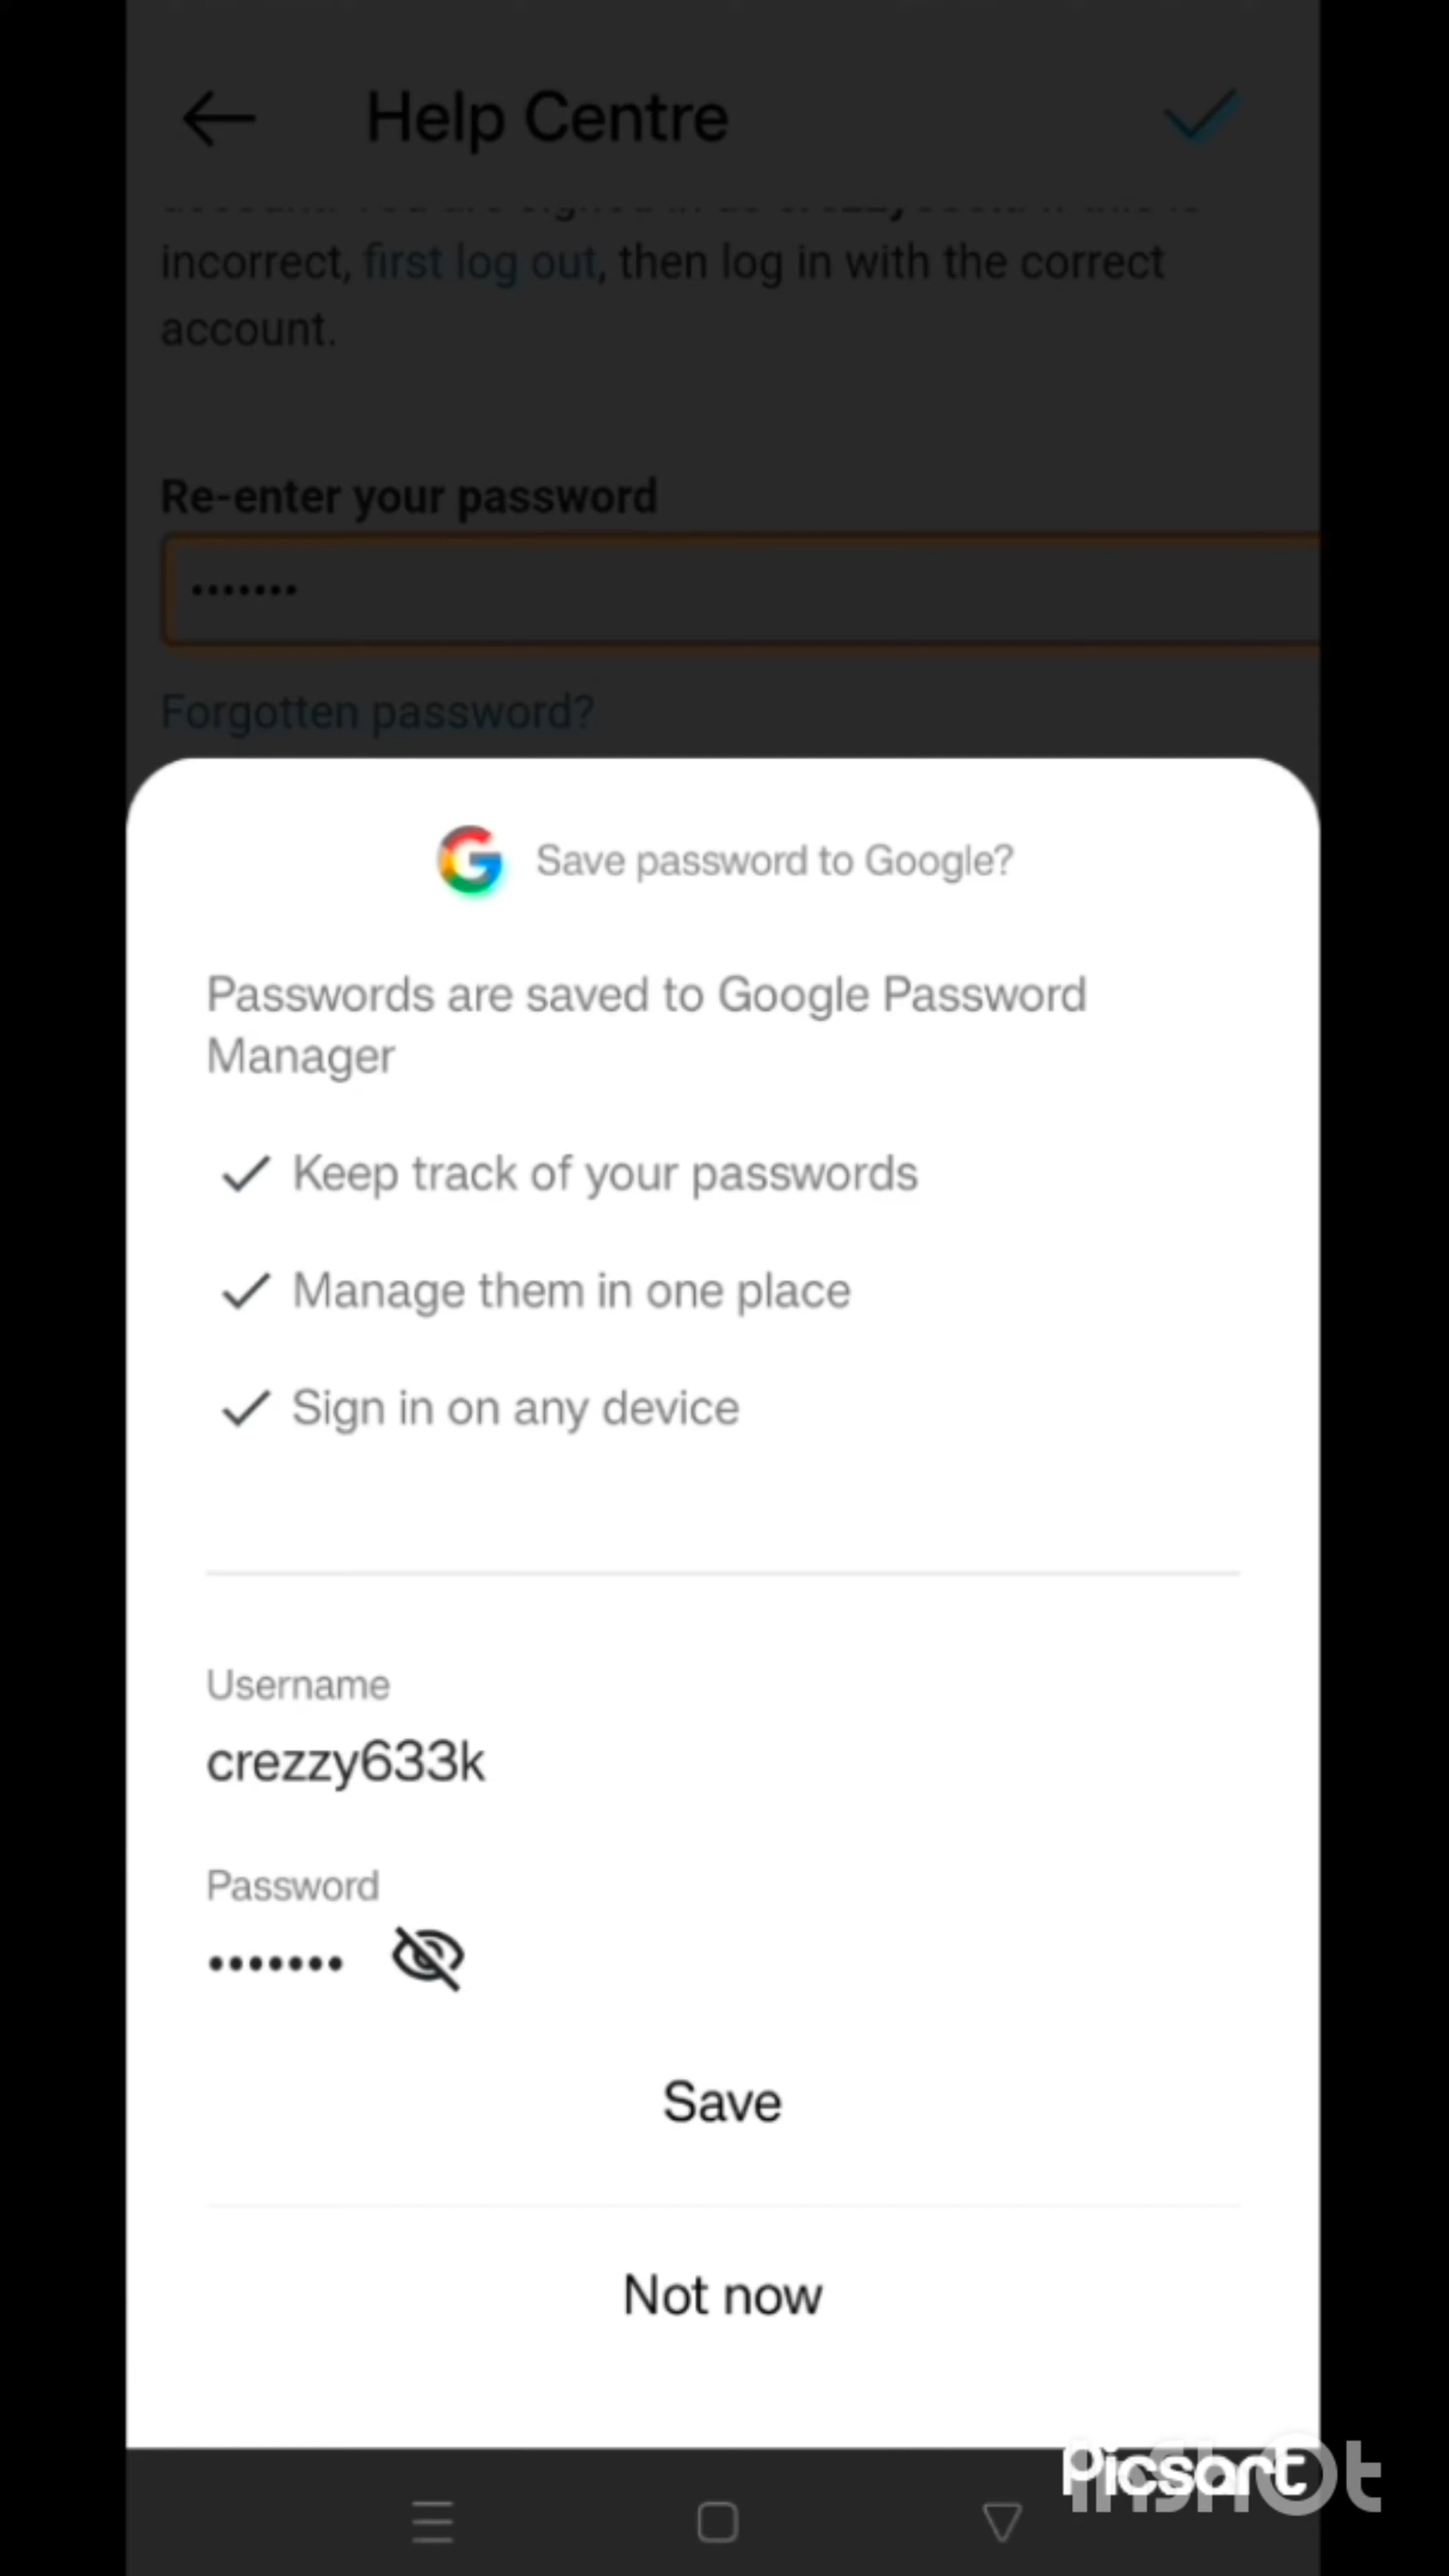 Help Centre
incorrect, first log out, then log in with the correct
account.
Re-enter your password
•••••••
Forgotten password?
Save password to Google?
Passwords are saved to Google Password
Manager
Keep track of your passwords
Manage them in one place
Sign in on any device
Username
crezzy633k
Password
•••••••
Save
Not now
Picsart
InShOt